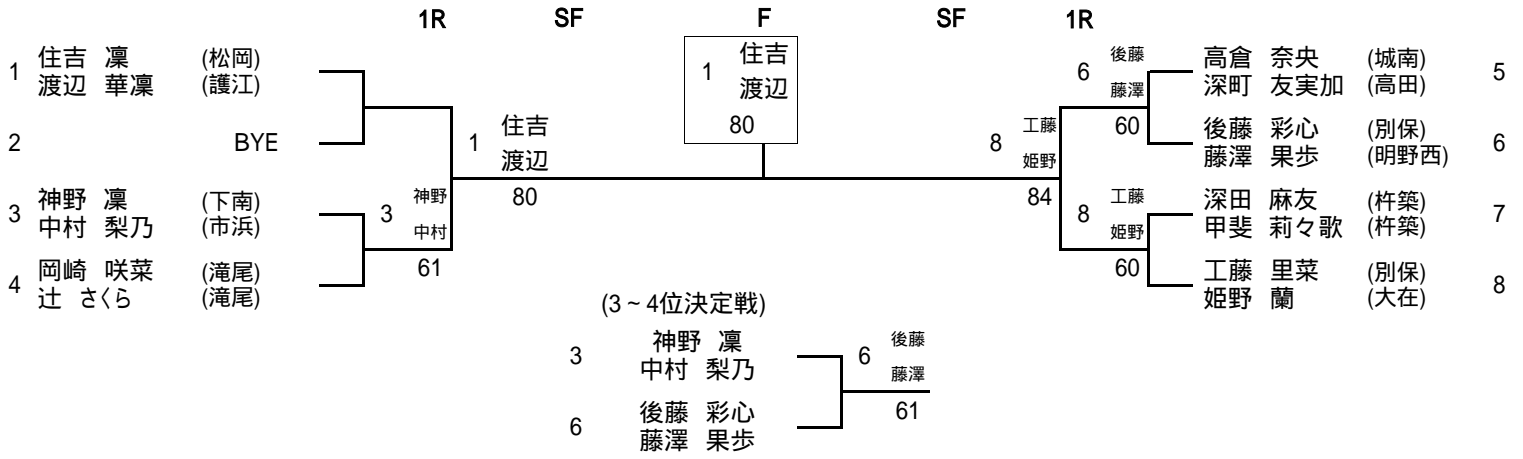 1R SF F SF 1R
1 住吉 凜 (松岡)
渡辺 華凜 (護江)
2 BYE
3 神野 凜 (下南)
中村 梨乃 (市浜)
4 岡崎 咲菜 (滝尾)
辻 さくら (滝尾)
3 神野
中村
61
1 住吉
渡辺
80
1 住吉
渡辺
80
8 工藤
姫野
84
6 後藤
藤澤
60
8 工藤
姫野
60
高倉 奈央 (城南) 5
深町 友実加 (高田)
後藤 彩心 (別保) 6
藤澤 果歩 (明野西)
深田 麻友 (杵築) 7
甲斐 莉々歌 (杵築)
工藤 里菜 (別保) 8
姫野 蘭 (大在)
(3~4位決定戦)
3 神野 凜
中村 梨乃
6 後藤 彩心
藤澤 果歩
6 後藤
藤澤
61